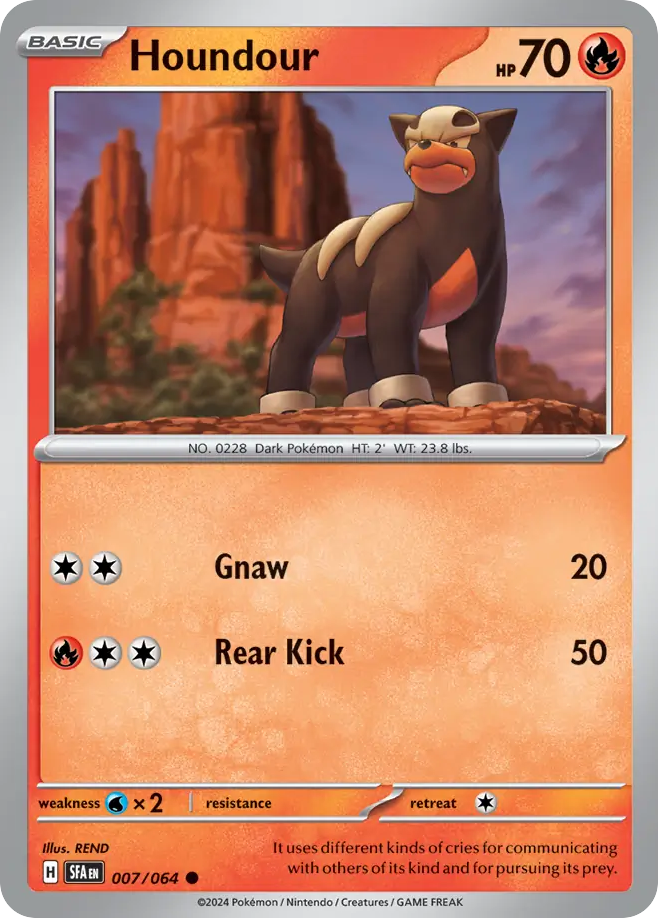 BASIC Houndour HP 70
NO. 0228 Dark Pokémon HT: 2' WT: 23.8 lbs.
Gnaw 20
Rear Kick 50
weakness × 2 resistance retreat
Illus. REND
It uses different kinds of cries for communicating
with others of its kind and for pursuing its prey.
H SFA EN 007/064
©2024 Pokémon / Nintendo / Creatures / GAME FREAK